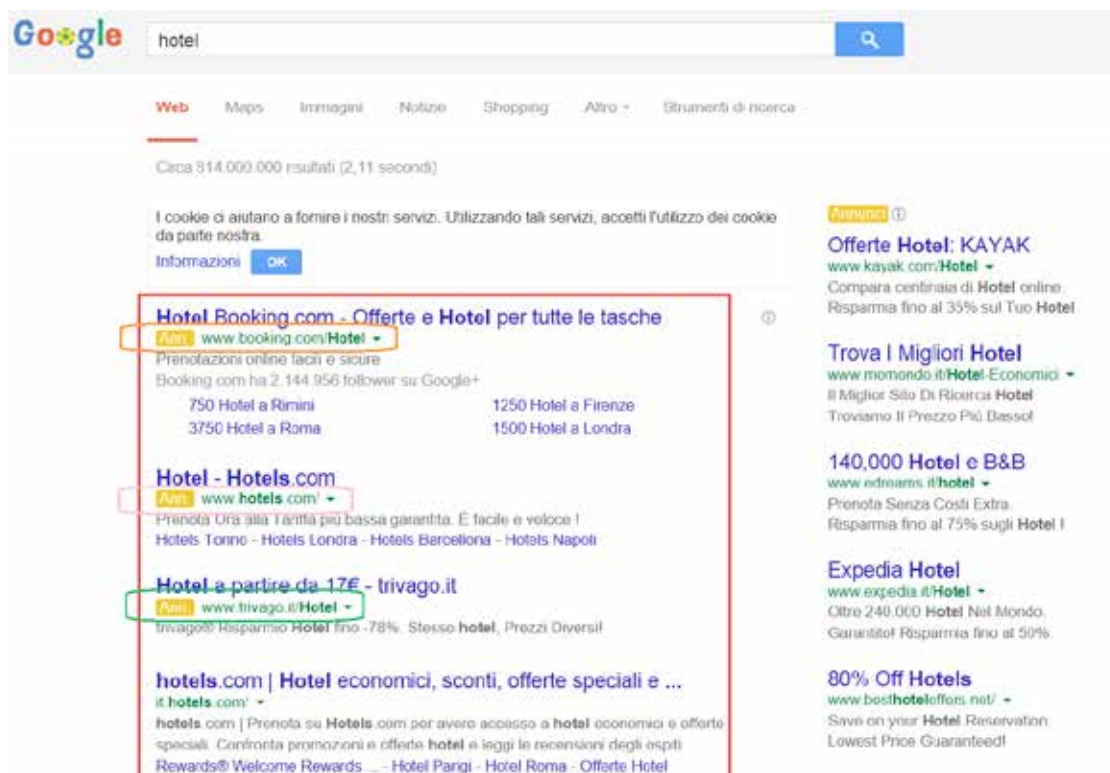 Google
hotel
Web Maps Immagini Notizie Shopping Altro Strumenti di ricerca
Circa 814.000.000 risultati (2,11 secondi)
I cookie ci aiutano a fornire i nostri servizi. Utilizzando tali servizi, accetti l'utilizzo dei cookie
da parte nostra.
Informazioni OK
Hotel Booking.com - Offerte e Hotel per tutte le tasche
Ann. www.booking.com/Hotel
Prenotazioni online facili e sicure
Booking.com ha 2.144.956 follower su Google+
750 Hotel a Rimini 1250 Hotel a Firenze
3750 Hotel a Roma 1500 Hotel a Londra
Hotel - Hotels.com
Ann. www.hotels.com/
Prenota Ora alla Tariffa più bassa garantita. È facile e veloce !
Hotels Torino - Hotels Londra - Hotels Barcellona - Hotels Napoli
Hotel a partire da 17€ - trivago.it
Ann. www.trivago.it/Hotel
trivago® Risparmio Hotel fino -78%. Stesso hotel, Prezzi Diversi!
hotels.com | Hotel economici, sconti, offerte speciali e ...
it.hotels.com/
hotels.com | Prenota su Hotels.com per avere accesso a hotel economici e offerte
speciali. Confronta promozioni e offerte hotel e leggi le recensioni degli ospiti
Rewards® Welcome Rewards ... - Hotel Parigi - Hotel Roma - Offerte Hotel
Annunci
Offerte Hotel: KAYAK
www.kayak.com/Hotel
Compara centinaia di Hotel online.
Risparmia fino al 35% sul Tuo Hotel
Trova I Migliori Hotel
www.momondo.it/Hotel-Economici
Il Miglior Sito Di Ricerca Hotel
Troviamo Il Prezzo Più Basso!
140,000 Hotel e B&B
www.edreams.it/hotel
Prenota Senza Costi Extra.
Risparmia fino al 75% sugli Hotel !
Expedia Hotel
www.expedia.it/Hotel
Oltre 240.000 Hotel Nel Mondo.
Garantito! Risparmia fino al 50%.
80% Off Hotels
www.besthoteloffers.net/
Save on your Hotel Reservation.
Lowest Price Guaranteed!